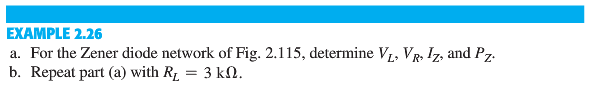 EXAMPLE 2.26
a. For the Zener diode network of Fig. 2.115, determine V_L, V_R, I_Z, and P_Z.
b. Repeat part (a) with R_L = 3 kΩ.